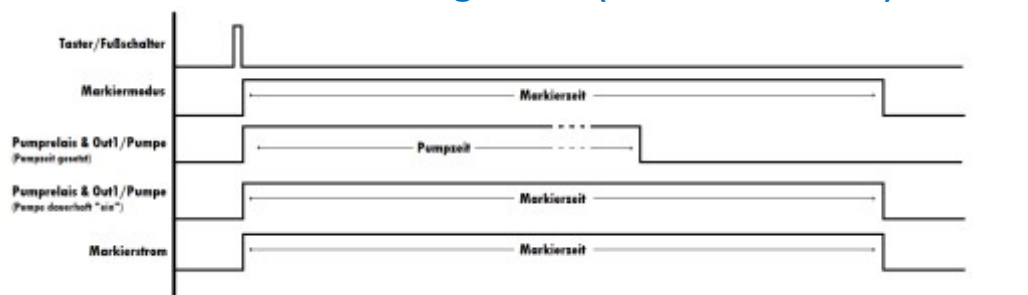 Taster/Fußschalter
Markiermodus
Markierzeit
Pumprelais & Out1/Pumpe
(Pumpzeit gesetzt)
Pumpzeit
Pumprelais & Out1/Pumpe
(Pumpe dauerhaft "ein")
Markierzeit
Markierstrom
Markierzeit